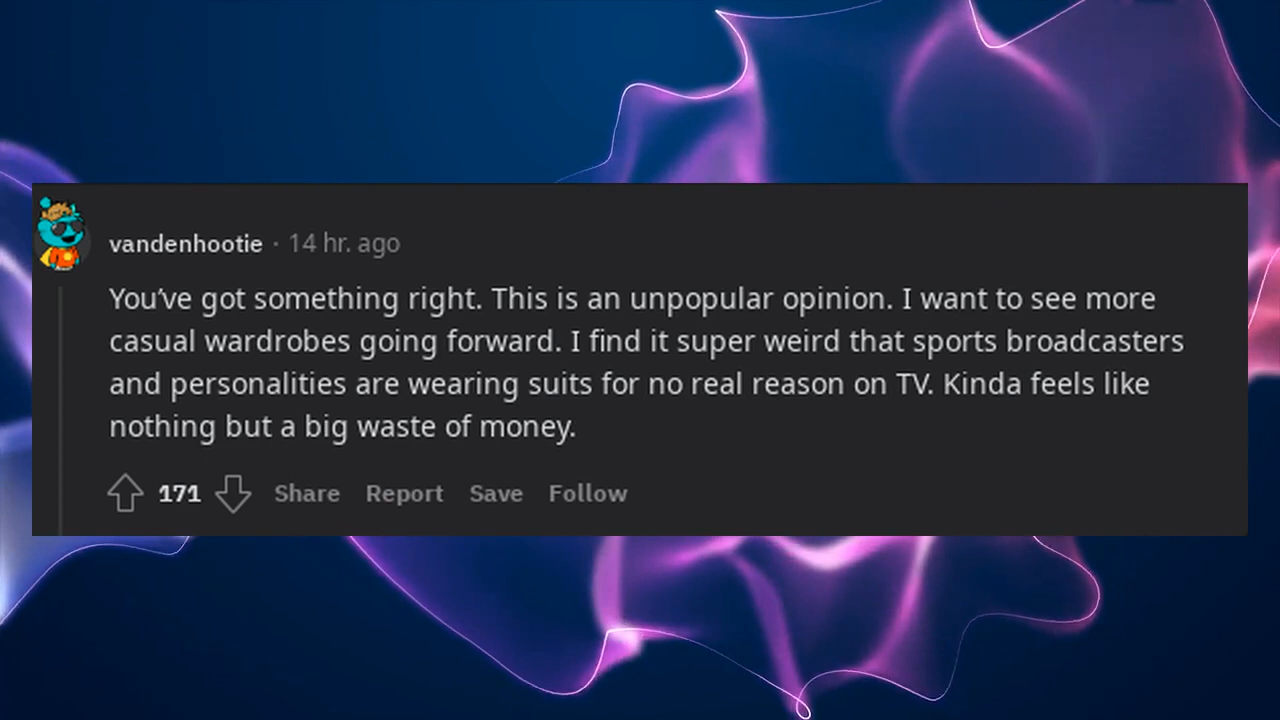 vandenhootie · 14 hr. ago
You’ve got something right. This is an unpopular opinion. I want to see more
casual wardrobes going forward. I find it super weird that sports broadcasters
and personalities are wearing suits for no real reason on TV. Kinda feels like
nothing but a big waste of money.
171 Share Report Save Follow